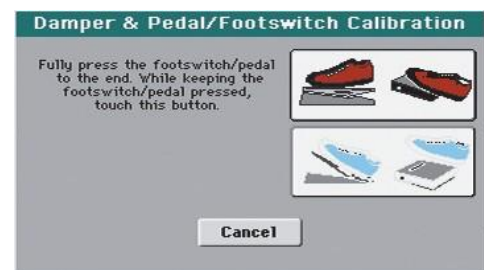 Damper & Pedal/Footswitch Calibration
Fully press the footswitch/pedal
to the end. While keeping the
footswitch/pedal pressed,
touch this button.
Cancel